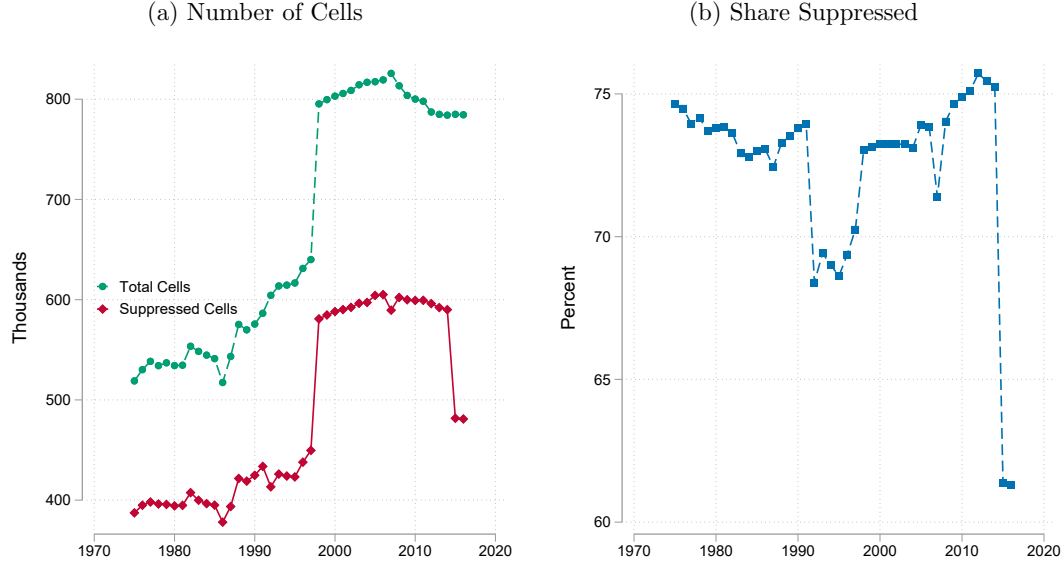 (a) Number of Cells
800
700
600
500
400
Thousands
Total Cells
Suppressed Cells
1970 1980 1990 2000 2010 2020
(b) Share Suppressed
75
70
65
60
Percent
1970 1980 1990 2000 2010 2020